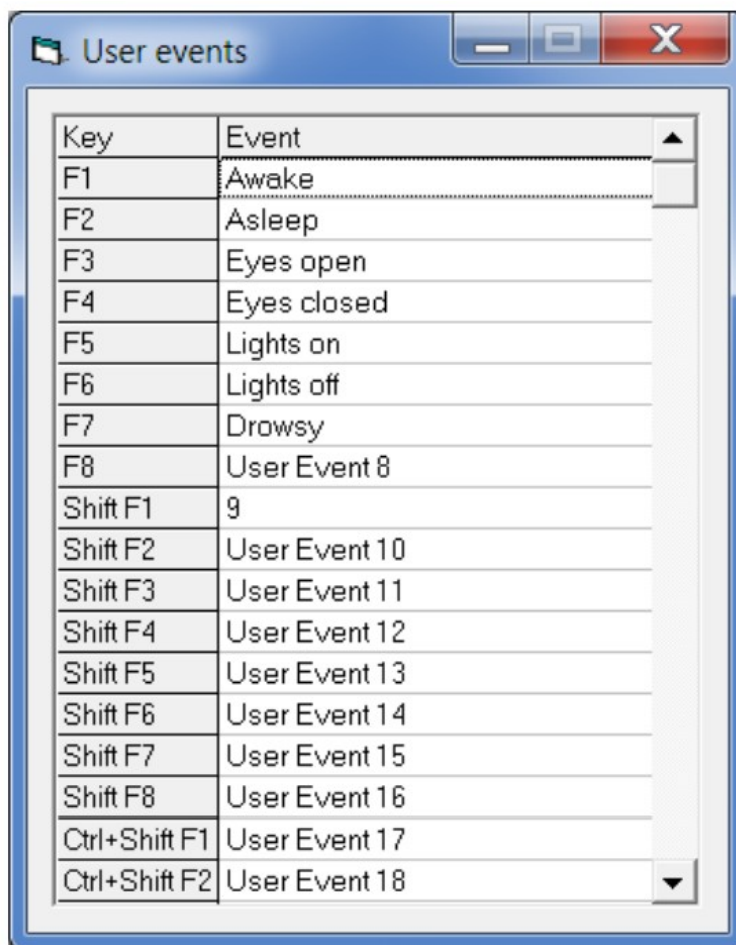 User events
Key Event
F1 Awake
F2 Asleep
F3 Eyes open
F4 Eyes closed
F5 Lights on
F6 Lights off
F7 Drowsy
F8 User Event 8
Shift F1 9
Shift F2 User Event 10
Shift F3 User Event 11
Shift F4 User Event 12
Shift F5 User Event 13
Shift F6 User Event 14
Shift F7 User Event 15
Shift F8 User Event 16
Ctrl+Shift F1 User Event 17
Ctrl+Shift F2 User Event 18